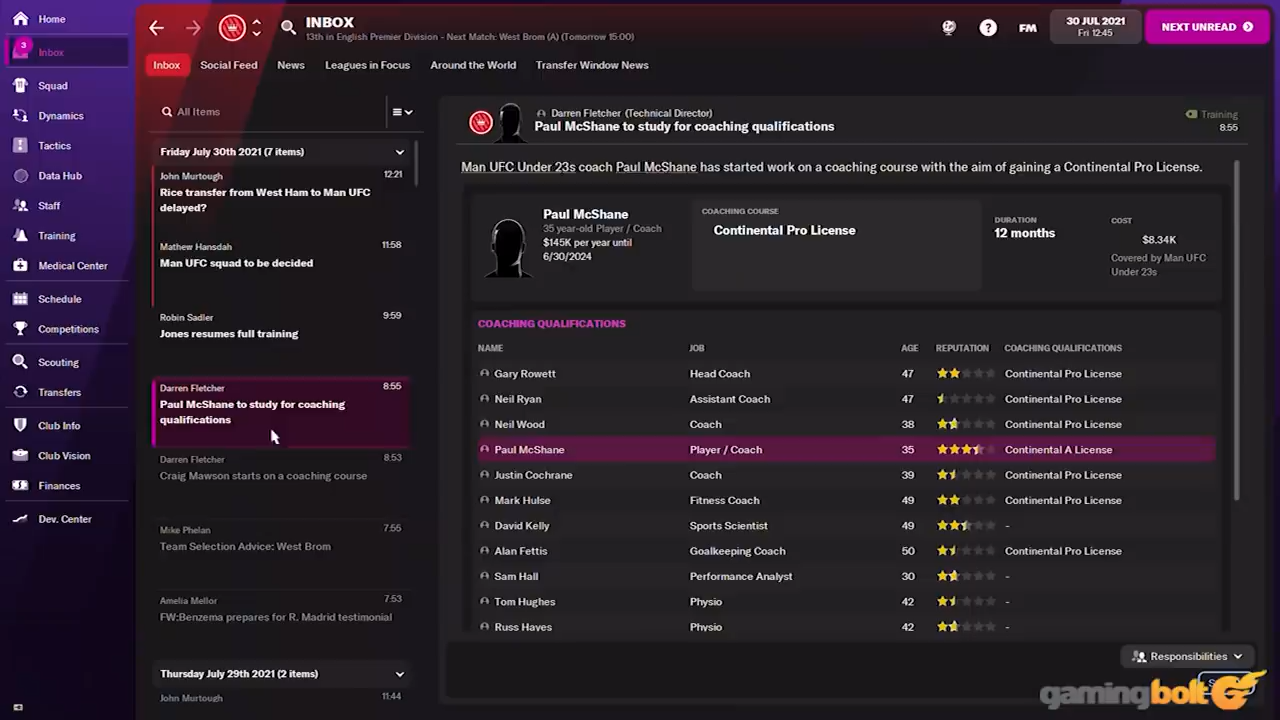 Home
3
Inbox
Squad
Dynamics
Tactics
Data Hub
Staff
Training
Medical Center
Schedule
Competitions
Scouting
Transfers
Club Info
Club Vision
Finances
Dev. Center
INBOX
13th in English Premier Division - Next Match: West Brom (A) (Tomorrow 15:00)
FM
30 JUL 2021
Fri 12:45
NEXT UNREAD
Inbox
Social Feed
News
Leagues in Focus
Around the World
Transfer Window News
All Items
Friday July 30th 2021 (7 items)
John Murtough 12:21
Rice transfer from West Ham to Man UFC
delayed?
Mathew Hansdah 11:58
Man UFC squad to be decided
Robin Sadler 9:59
Jones resumes full training
Darren Fletcher 8:55
Paul McShane to study for coaching
qualifications
Darren Fletcher 8:53
Craig Mawson starts on a coaching course
Mike Phelan 7:55
Team Selection Advice: West Brom
Amelia Mellor 7:53
FW:Benzema prepares for R. Madrid testimonial
Thursday July 29th 2021 (2 items)
John Murtough 11:44
Darren Fletcher (Technical Director)
Paul McShane to study for coaching qualifications
Training
8:55
Man UFC Under 23s coach Paul McShane has started work on a coaching course with the aim of gaining a Continental Pro License.
Paul McShane
35 year-old Player / Coach
$145K per year until
6/30/2024
COACHING COURSE
Continental Pro License
DURATION
12 months
COST
$8.34K
Covered by Man UFC
Under 23s
COACHING QUALIFICATIONS
NAME JOB AGE REPUTATION COACHING QUALIFICATIONS
Gary Rowett Head Coach 47 Continental Pro License
Neil Ryan Assistant Coach 47 Continental Pro License
Neil Wood Coach 38 Continental Pro License
Paul McShane Player / Coach 35 Continental A License
Justin Cochrane Coach 39 Continental Pro License
Mark Hulse Fitness Coach 49 Continental Pro License
David Kelly Sports Scientist 49 -
Alan Fettis Goalkeeping Coach 50 Continental Pro License
Sam Hall Performance Analyst 30 -
Tom Hughes Physio 42 -
Russ Hayes Physio 42 -
Responsibilities
gamingbolt